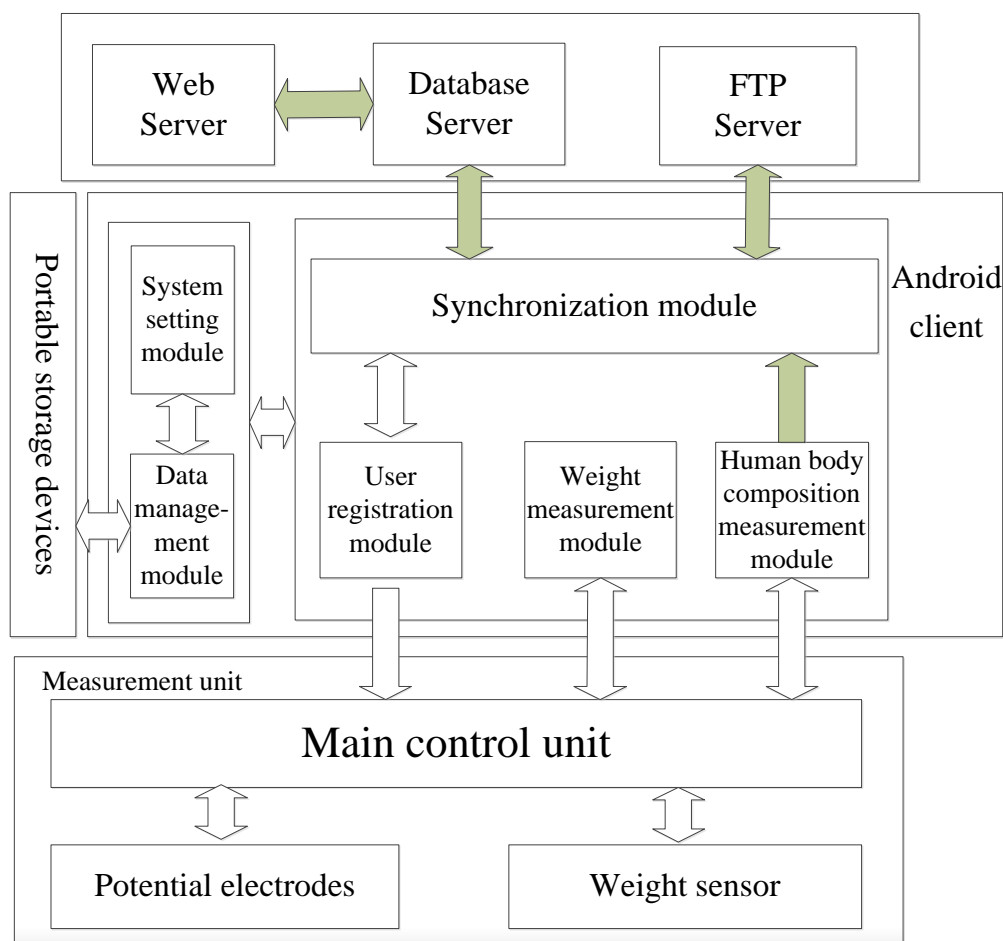 Web
Server
Database
Server
FTP
Server
Portable storage devices
System
setting
module
Data
manage-
ment
module
Synchronization module
Android
client
User
registration
module
Weight
measurement
module
Human body
composition
measurement
module
Measurement unit
Main control unit
Potential electrodes
Weight sensor